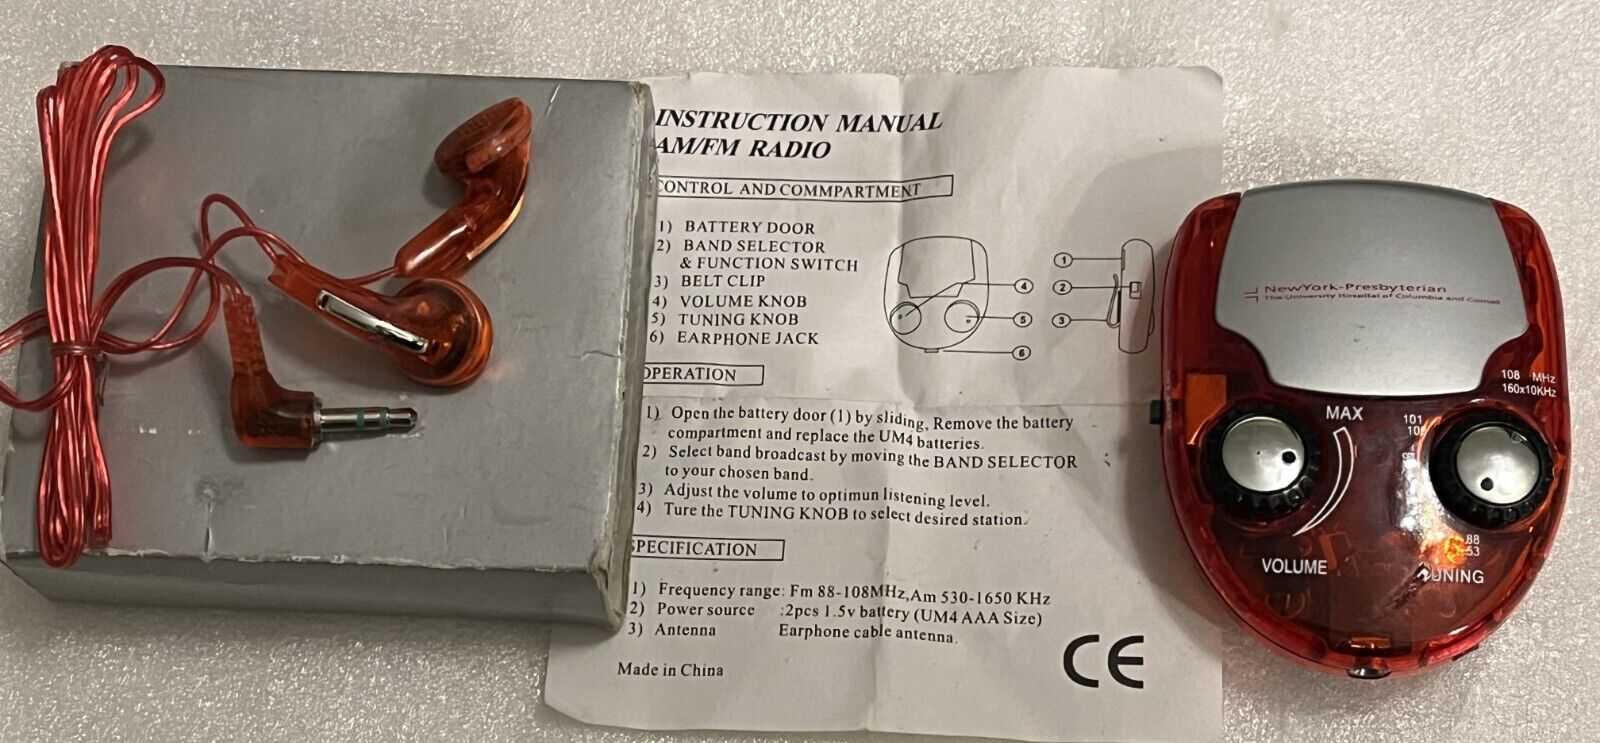 INSTRUCTION MANUAL
AM/FM RADIO
CONTROL AND COMMPARTMENT
1) BATTERY DOOR
2) BAND SELECTOR
& FUNCTION SWITCH
3) BELT CLIP
4) VOLUME KNOB
5) TUNING KNOB
6) EARPHONE JACK
1
2
3
4
5
6
OPERATION
1) Open the battery door (1) by sliding, Remove the battery
compartment and replace the UM4 batteries.
2) Select band broadcast by moving the BAND SELECTOR
to your chosen band.
3) Adjust the volume to optimun listening level.
4) Ture the TUNING KNOB to select desired station.
SPECIFICATION
1) Frequency range: Fm 88-108MHz,Am 530-1650 KHz
2) Power source :2pcs 1.5v battery (UM4 AAA Size)
3) Antenna Earphone cable antenna.
Made in China
CE
NewYork-Presbyterian
The University Hospital of Columbia and Cornell
108 MHz
160x10KHz
MAX
101
88
53
VOLUME
TUNING